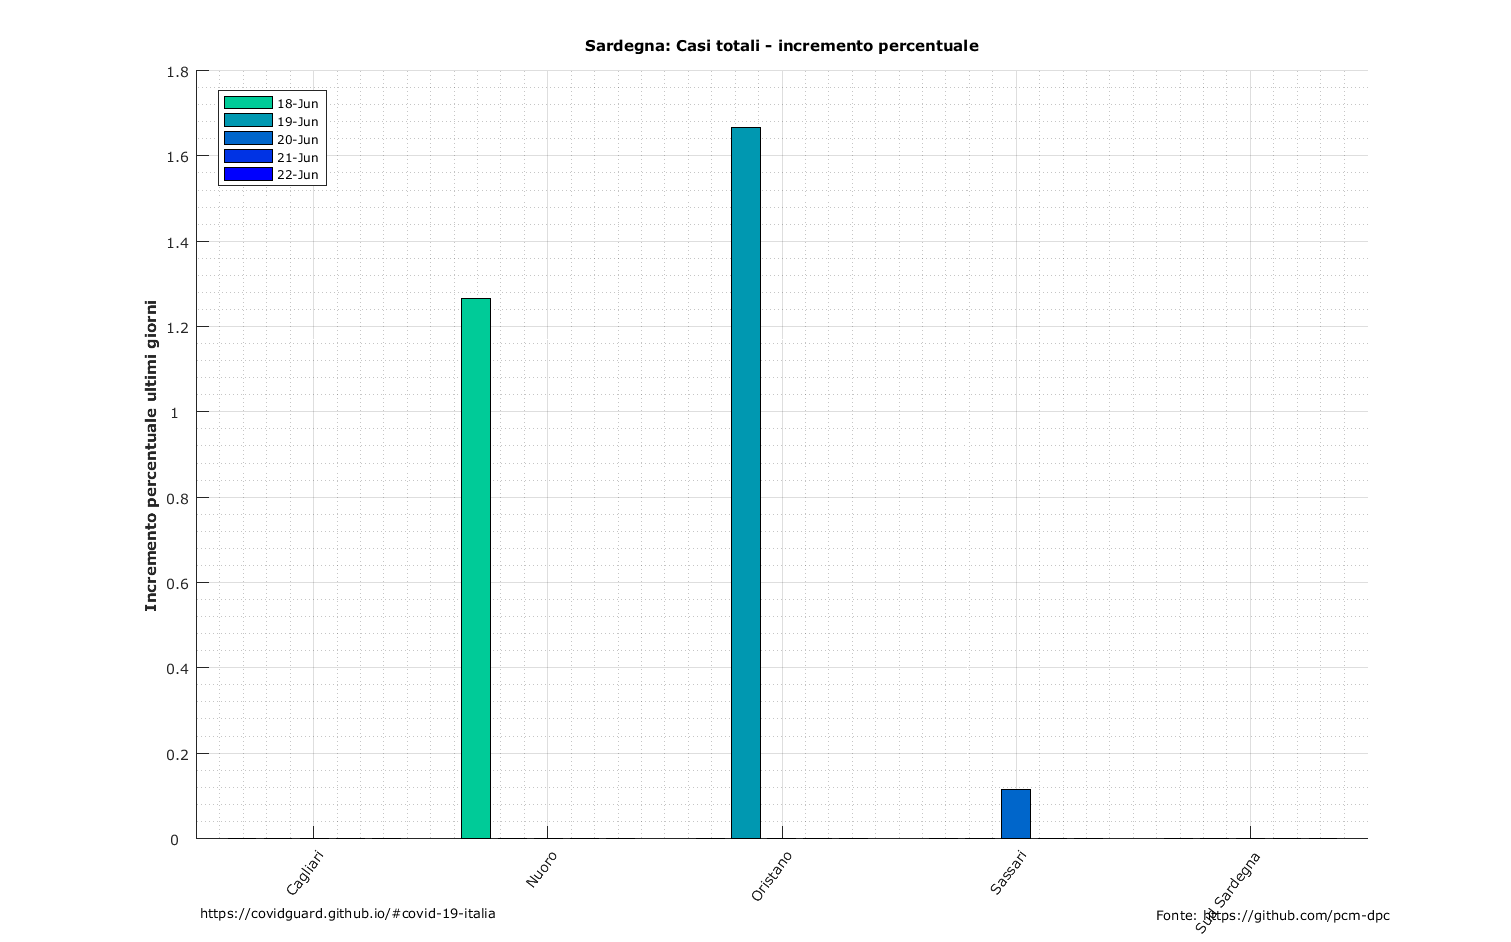 Sardegna: Casi totali - incremento percentuale
1.8
1.6
1.4
1.2
1
0.8
0.6
0.4
0.2
0
Incremento percentuale ultimi giorni
18-Jun
19-Jun
20-Jun
21-Jun
22-Jun
Cagliari
Nuoro
Oristano
Sassari
Sud Sardegna
https://covidguard.github.io/#covid-19-italia
Fonte: https://github.com/pcm-dpc